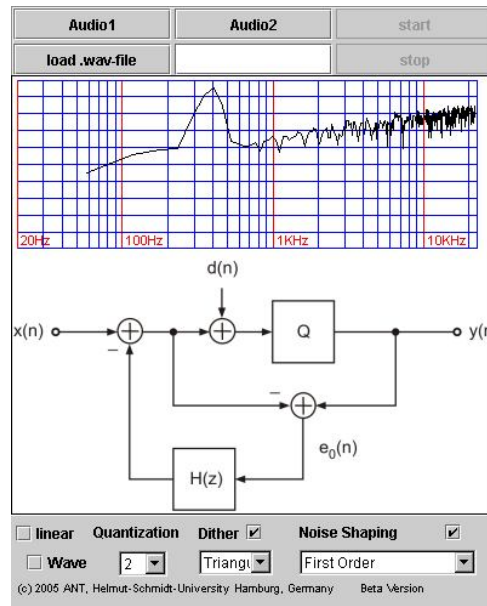 Audio1 Audio2 start
load .wav-file stop
20Hz 100Hz 1KHz 10KHz
d(n)
x(n) Q y(n
−
−
e0(n)
H(z)
linear Quantization Dither Noise Shaping
Wave 2 Triangu First Order
(c) 2005 ANT, Helmut-Schmidt-University Hamburg, Germany Beta Version